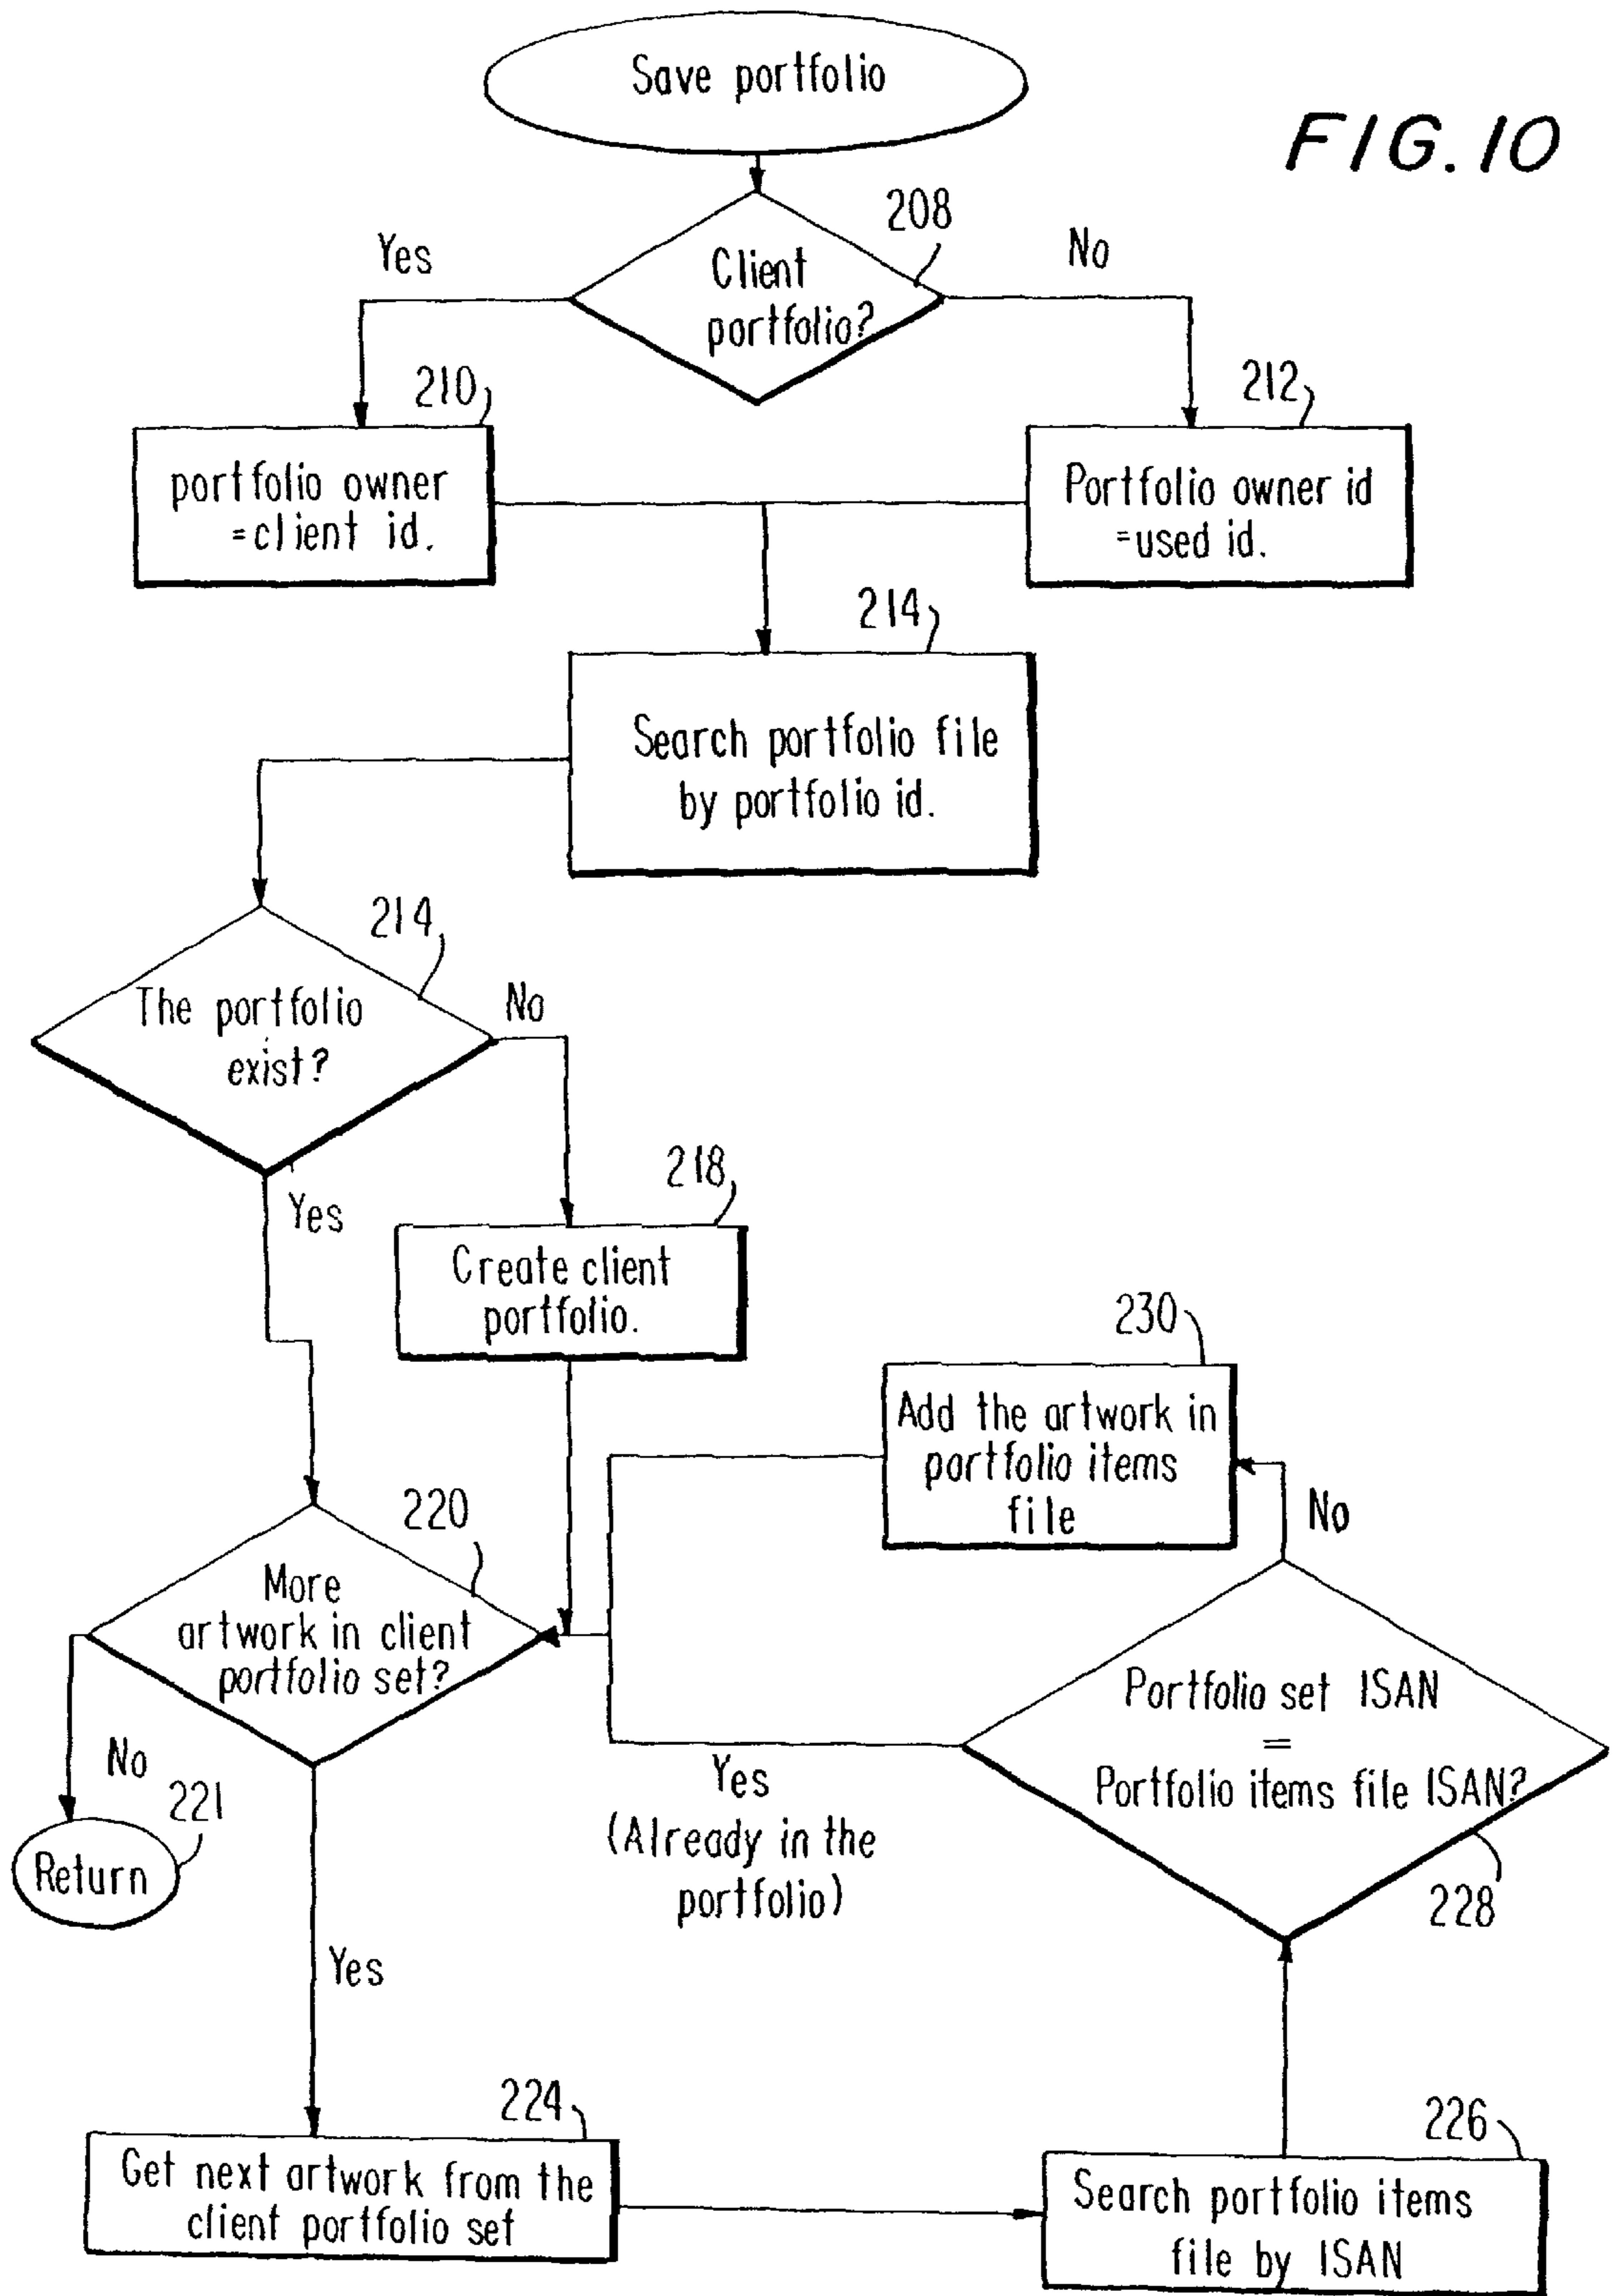 Save portfolio
FIG. 10
208
Yes
Client
portfolio?
No
210
212
portfolio owner
=client id.
Portfolio owner id
=used id.
214
Search portfolio file
by portfolio id.
214
The portfolio
exist?
No
Yes
218
Create client
portfolio.
230
Add the artwork in
portfolio items
file
No
220
More
artwork in client
portfolio set?
Portfolio set ISAN
=
Portfolio items file ISAN?
228
Yes
(Already in the
portfolio)
No
221
Return
Yes
224
Get next artwork from the
client portfolio set
226
Search portfolio items
file by ISAN